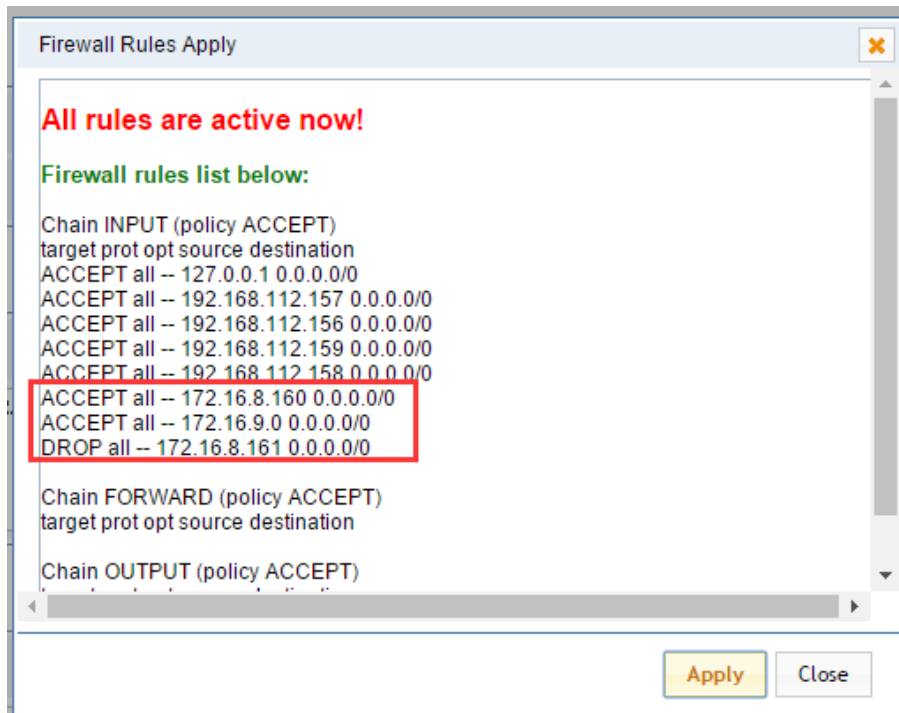 Firewall Rules Apply
All rules are active now!
Firewall rules list below:
Chain INPUT (policy ACCEPT)
target prot opt source destination
ACCEPT all -- 127.0.0.1 0.0.0.0/0
ACCEPT all -- 192.168.112.157 0.0.0.0/0
ACCEPT all -- 192.168.112.156 0.0.0.0/0
ACCEPT all -- 192.168.112.159 0.0.0.0/0
ACCEPT all -- 192.168.112.158 0.0.0.0/0
ACCEPT all -- 172.16.8.160 0.0.0.0/0
ACCEPT all -- 172.16.9.0 0.0.0.0/0
DROP all -- 172.16.8.161 0.0.0.0/0
Chain FORWARD (policy ACCEPT)
target prot opt source destination
Chain OUTPUT (policy ACCEPT)
Apply Close